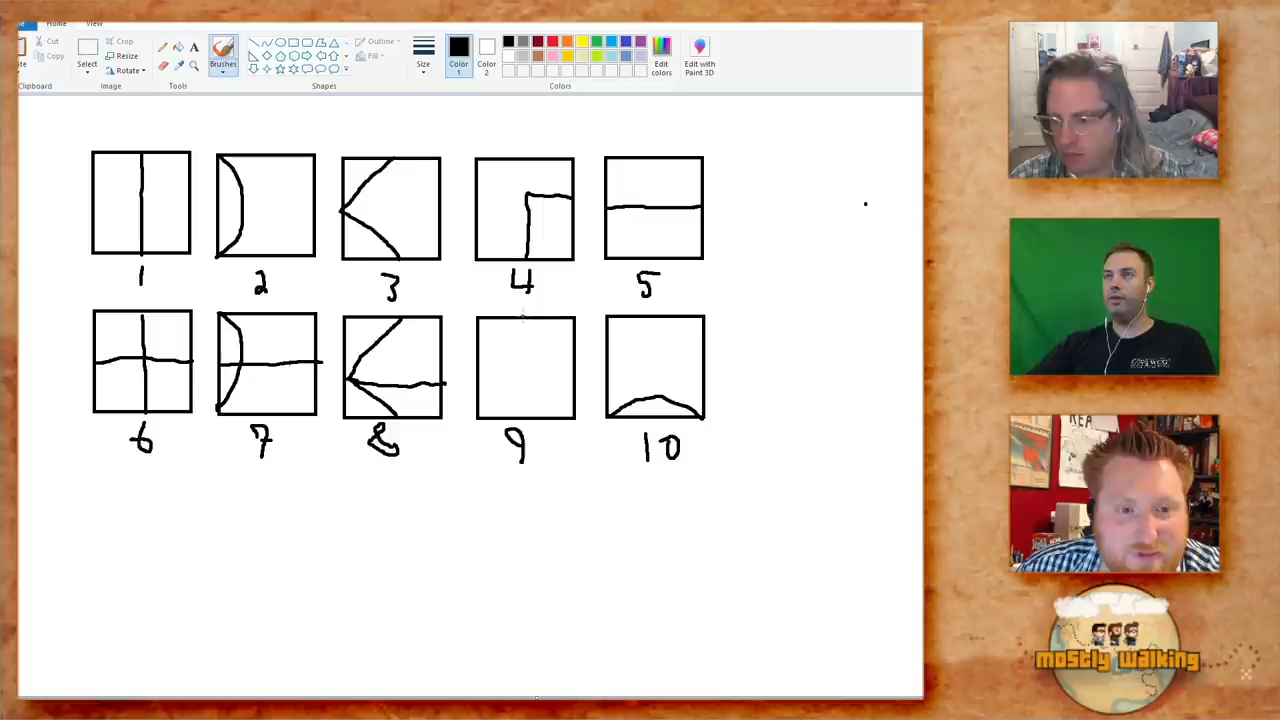 Home View
Cut
Copy
Clipboard
Select
Crop
Resize
Rotate
Image
A
Tools
Brushes
Outline
Fill
Shapes
Size
Color 1
Color 2
Edit colors
Edit with Paint 3D
Colors
1 2 3 4 5
6 7 8 9 10
mostly walking